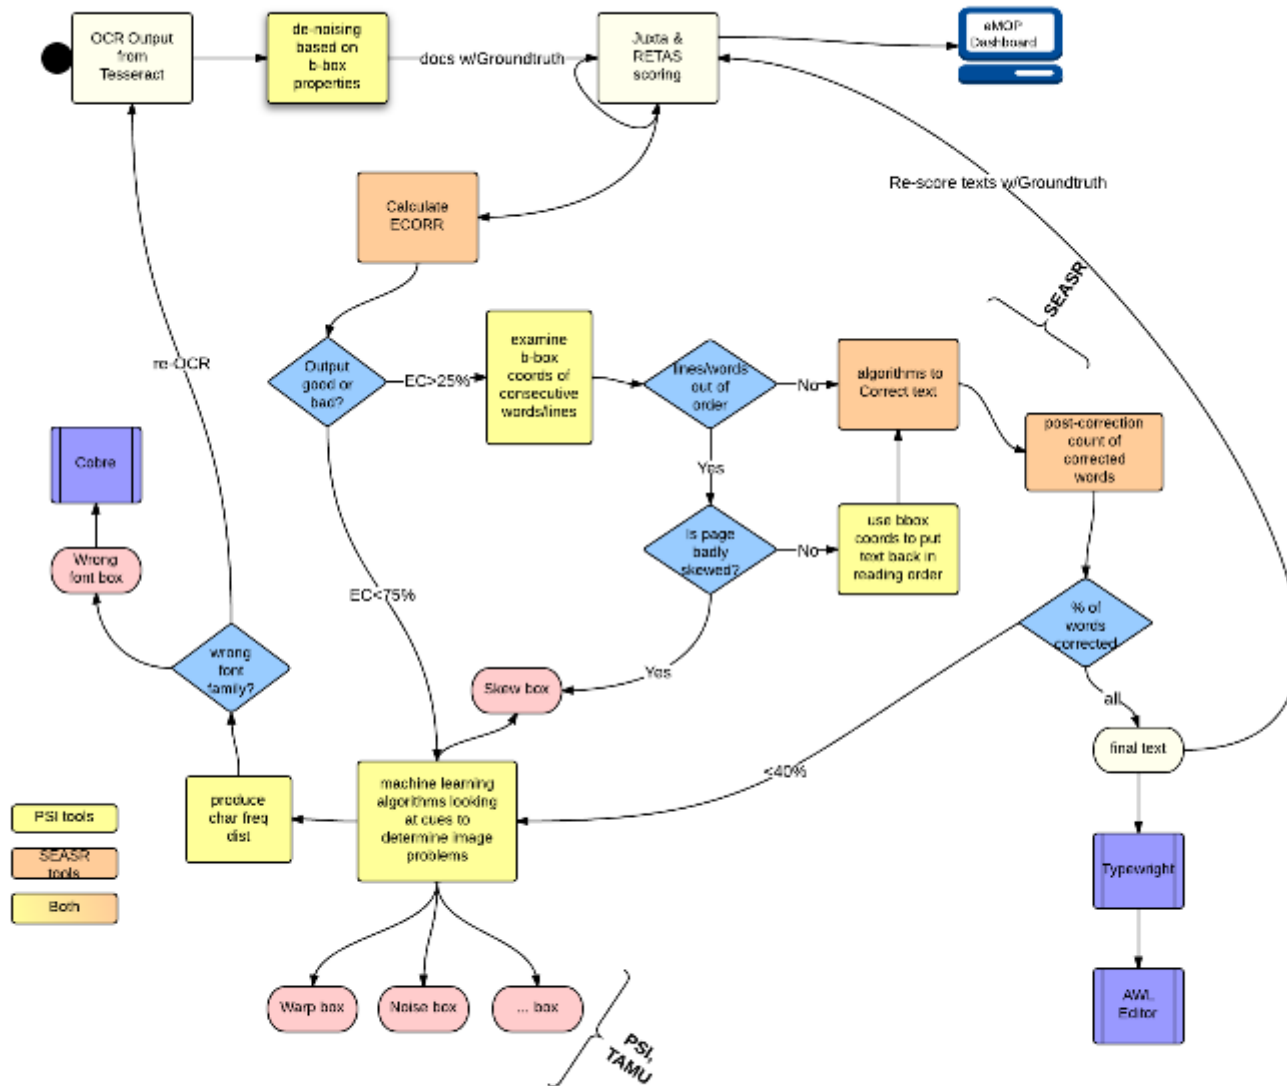 OCR Output
from
Tesseract
de-noising
based on
b-box
properties
docs w/Groundtruth
Juxta &
RETAS
scoring
eMOP
Dashboard
Calculate
ECORR
Re-score texts w/Groundtruth
SEASR
re-OCR
Output
good or
bad?
EC>25%
examine
b-box
coords of
consecutive
words/lines
lines/words
out of
order
No
algorithms to
Correct text
post-correction
count of
corrected
words
Cobre
Yes
Wrong
font box
Is page
badly
skewed?
No
use bbox
coords to put
text back in
reading order
EC<75%
% of
words
corrected
wrong
font
family?
Yes
Skew box
all
final text
<40%
produce
char freq
dist
machine learning
algorithms looking
at cues to
determine image
problems
PSI tools
SEASR
tools
Both
Typewright
Warp box
Noise box
... box
PSI,
TAMU
AWL
Editor